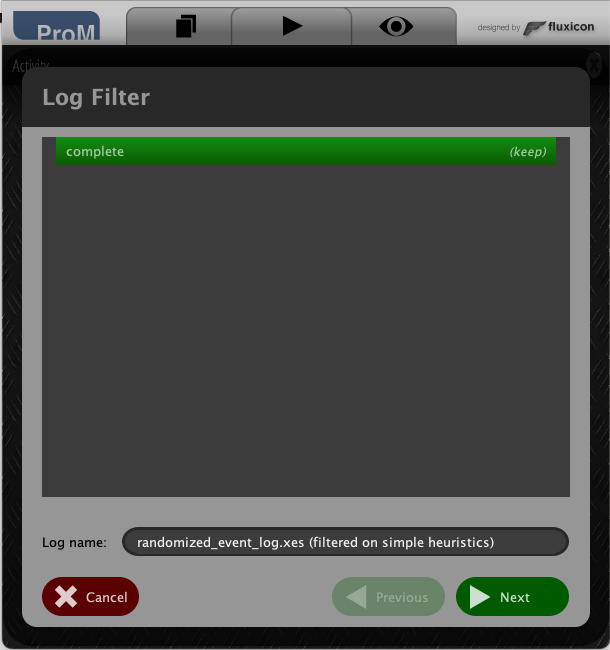 ProM
designed by fluxicon
Activity
Log Filter
complete (keep)
Log name: randomized_event_log.xes (filtered on simple heuristics)
Cancel Previous Next